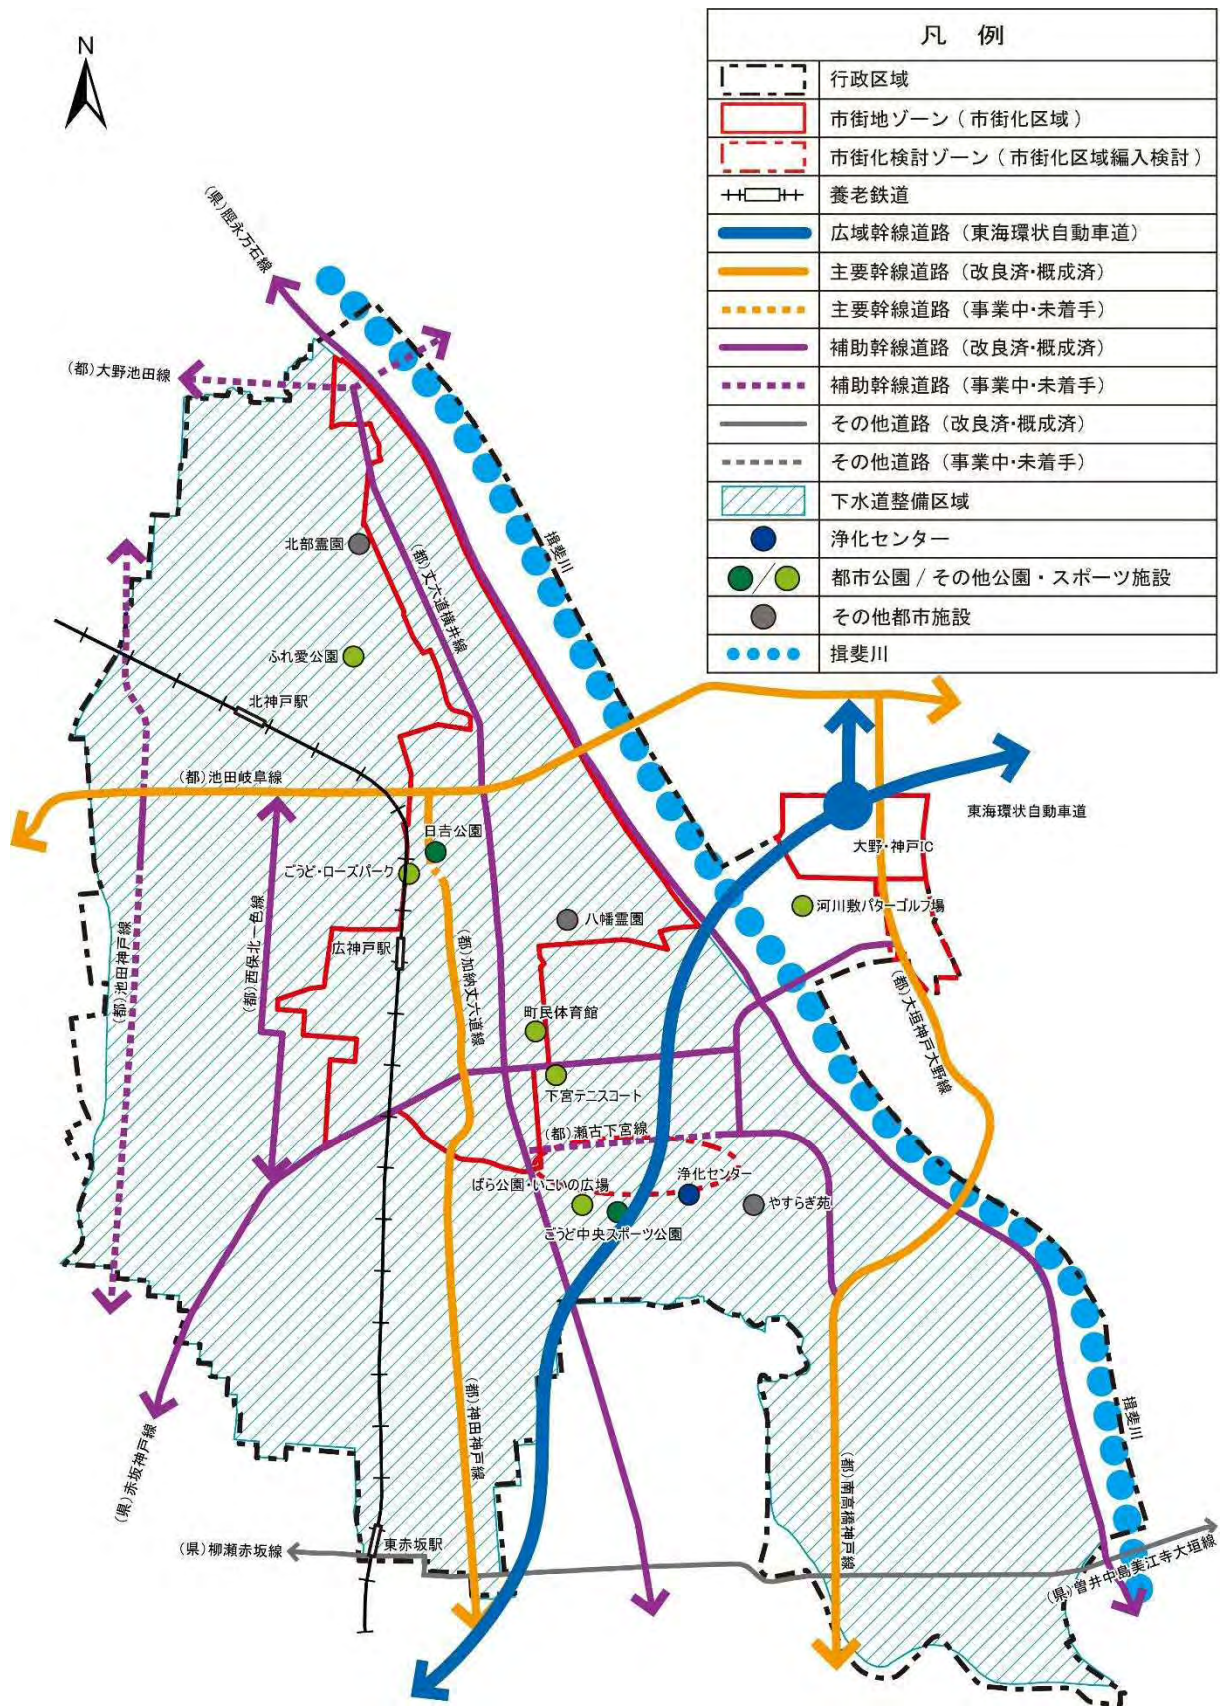 N
凡 例
行政区域
市街地ゾーン（市街化区域）
市街化検討ゾーン（市街化区域編入検討）
養老鉄道
広域幹線道路（東海環状自動車道）
主要幹線道路（改良済・概成済）
主要幹線道路（事業中・未着手）
補助幹線道路（改良済・概成済）
補助幹線道路（事業中・未着手）
その他道路（改良済・概成済）
その他道路（事業中・未着手）
下水道整備区域
浄化センター
都市公園 / その他公園・スポーツ施設
その他都市施設
揖斐川
(県)脛永万石線
(都)大野池田線
揖斐川
北部霊園
(都)丈六道横井線
ふれ愛公園
北神戸駅
(都)池田岐阜線
東海環状自動車道
日吉公園
大野・神戸IC
ごうど・ローズパーク
(都)西保北一色線
八幡霊園
河川敷パターゴルフ場
(都)池田神戸線
広神戸駅
(都)加納丈六道線
町民体育館
(都)大垣神戸大野線
下宮テニスコート
(都)瀬古下宮線
浄化センター
ばら公園・いこいの広場
やすらぎ苑
ごうど中央スポーツ公園
(県)赤坂神戸線
(都)神田神戸線
揖斐川
(都)南高橋神戸線
東赤坂駅
(県)柳瀬赤坂線
(県)曽井中島美江寺大垣線